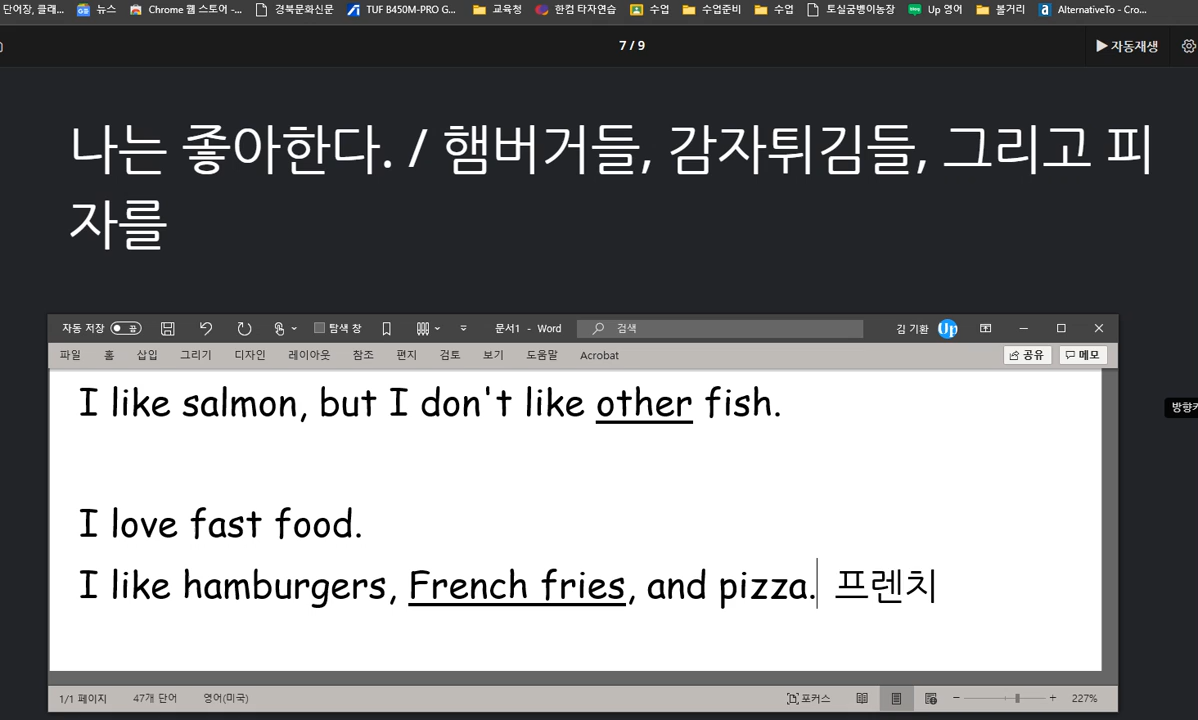 단어장, 클래... 뉴스 Chrome 웹 스토어 -... 경북문화신문 TUF B450M-PRO G... 교육청 한컴 타자연습 수업 수업준비 수업 토실굼벵이농장 Up 영어 볼거리 AlternativeTo - Cro...
7 / 9 ▶ 자동재생
나는 좋아한다. / 햄버거들, 감자튀김들, 그리고 피
자를
자동 저장 끔 탐색 창 문서1 - Word 검색 김 기환 Up
파일 홈 삽입 그리기 디자인 레이아웃 참조 편지 검토 보기 도움말 Acrobat 공유 메모
I like salmon, but I don't like other fish.
방향키
I love fast food.
I like hamburgers, French fries, and pizza. 프렌치
1/1 페이지 47개 단어 영어(미국) 포커스 - + 227%